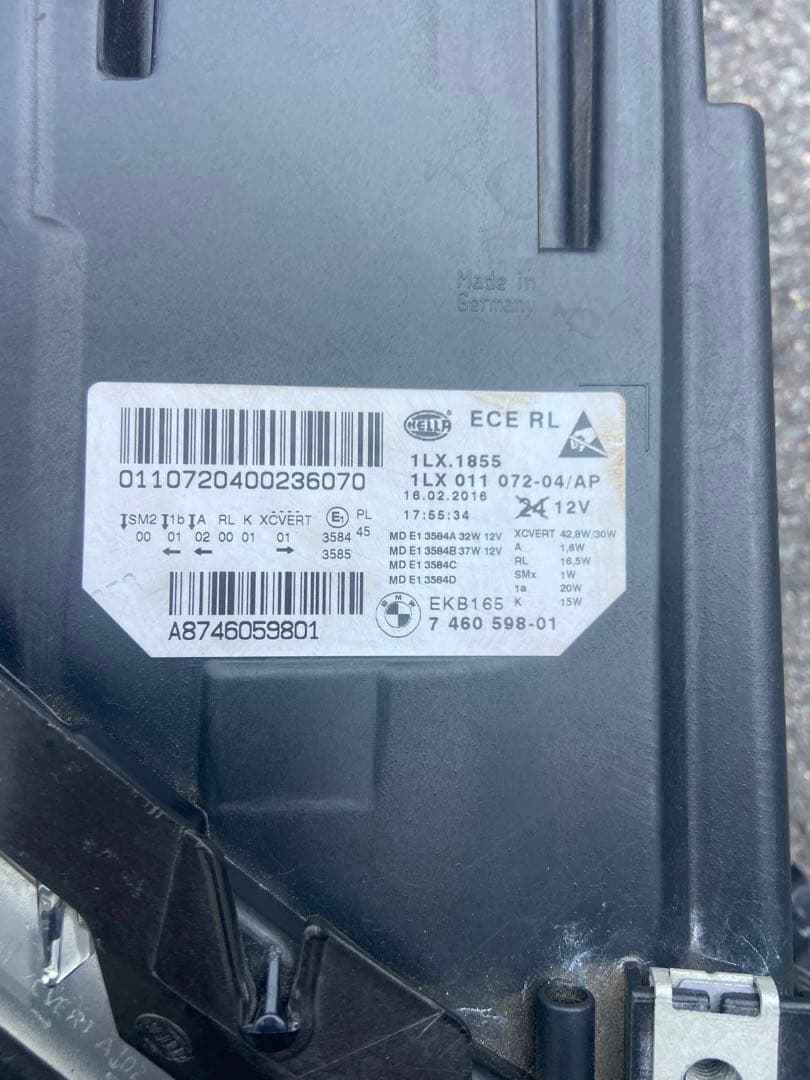 Made in
Germany
HELLA
ECE RL
0110720400236070
1LX.1855
1LX 011 072-04/AP
16.02.2016
17:55:34
24 12V
SM2 1b A RL K XCVERT E1 PL
00 01 02 00 01 01 3584 45
3585
MD E1 3584A 32W 12V
MD E1 3584B 37W 12V
MD E1 3584C
MD E1 3584D
XCVERT 42,8W/30W
A 1,6W
RL 16,5W
SMx 1W
1a 20W
K 15W
A8746059801
BMW
EKB165
7 460 598-01
XCVERT
HELLA